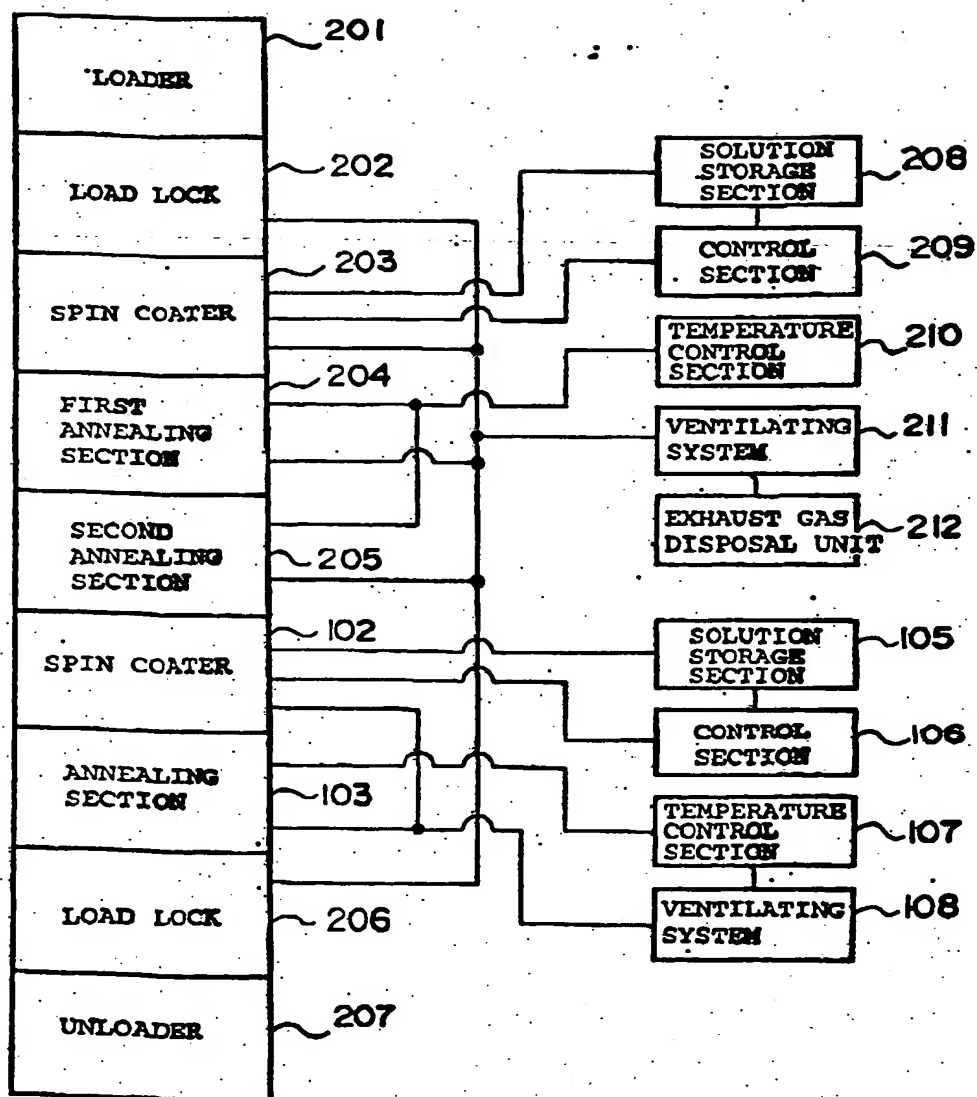 201
LOADER
202
LOAD LOCK
203
SPIN COATER
204
FIRST
ANNEALING
SECTION
SECOND
ANNEALING
SECTION
205
102
SPIN COATER
ANNEALING
SECTION
103
LOAD LOCK
206
UNLOADER
207
SOLUTION
STORAGE
SECTION
208
CONTROL
SECTION
209
TEMPERATURE
CONTROL
SECTION
210
VENTILATING
SYSTEM
211
EXHAUST GAS
DISPOSAL UNIT
212
SOLUTION
STORAGE
SECTION
105
CONTROL
SECTION
106
TEMPERATURE
CONTROL
SECTION
107
VENTILATING
SYSTEM
108